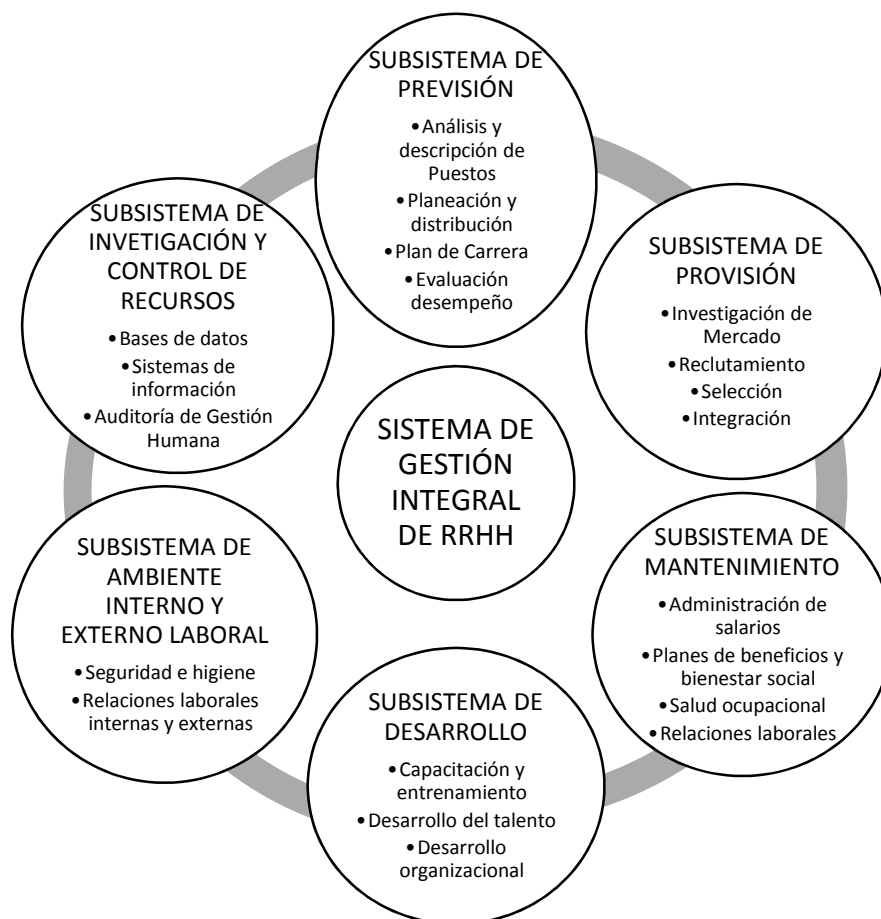 SUBSISTEMA DE
PREVISIÓN
•Análisis y
descripción de
Puestos
•Planeación y
distribución
•Plan de Carrera
•Evaluación
desempeño
SUBSISTEMA DE
PROVISIÓN
•Investigación de
Mercado
•Reclutamiento
•Selección
•Integración
SUBSISTEMA DE
MANTENIMIENTO
•Administración de
salarios
•Planes de beneficios y
bienestar social
•Salud ocupacional
•Relaciones laborales
SUBSISTEMA DE
DESARROLLO
•Capacitación y
entrenamiento
•Desarrollo del talento
•Desarrollo
organizacional
SUBSISTEMA DE
AMBIENTE
INTERNO Y
EXTERNO LABORAL
•Seguridad e higiene
•Relaciones laborales
internas y externas
SUBSISTEMA DE
INVETIGACIÓN Y
CONTROL DE
RECURSOS
•Bases de datos
•Sistemas de
información
•Auditoría de Gestión
Humana
SISTEMA DE
GESTIÓN
INTEGRAL
DE RRHH